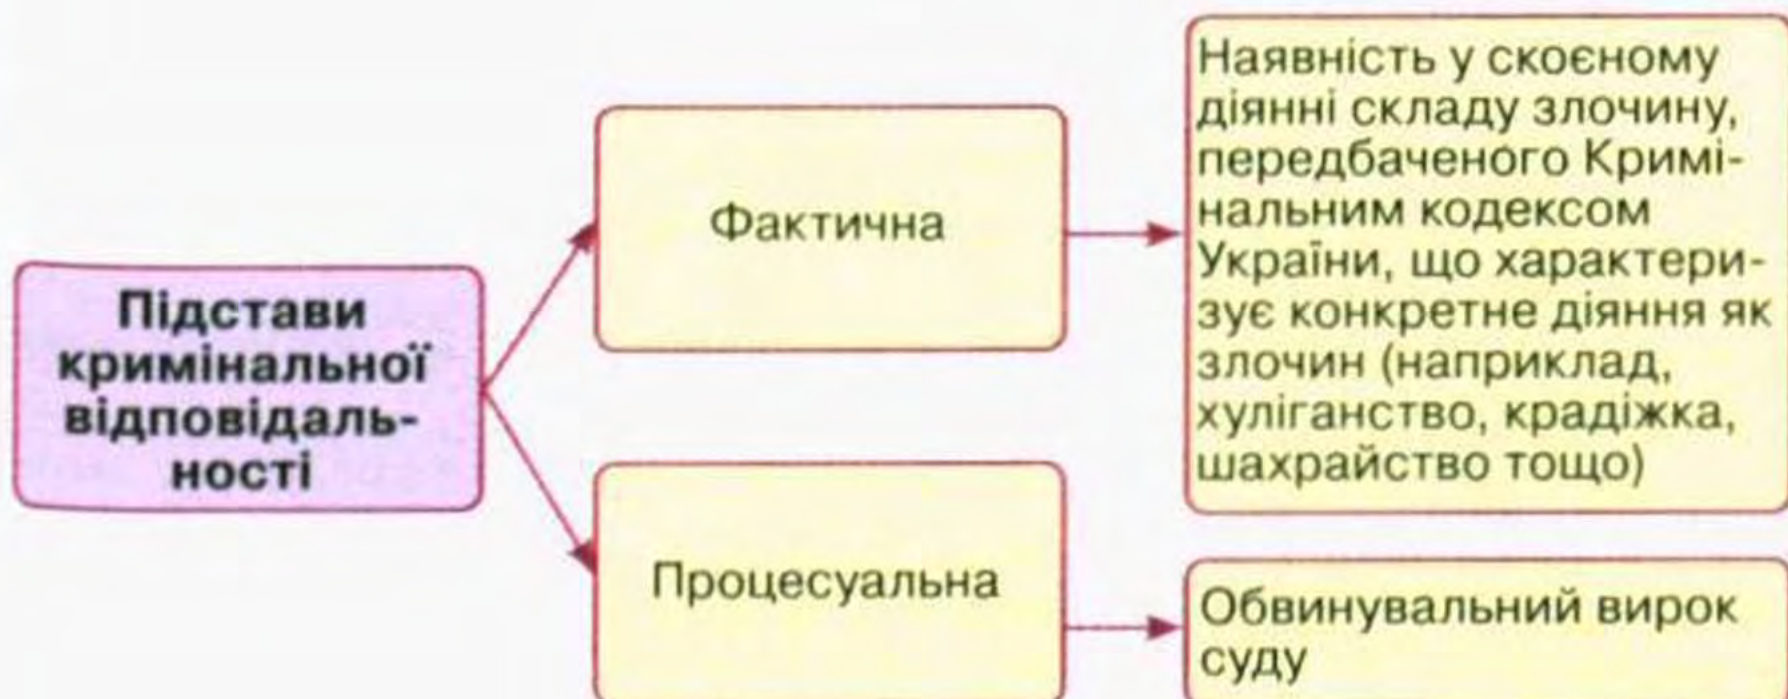 Підстави
кримінальної
відповідаль-
ності
Фактична
Наявність у скоєному
діянні складу злочину,
передбаченого Кримі-
нальним кодексом
України, що характери-
зує конкретне діяння як
злочин (наприклад,
хуліганство, крадіжка,
шахрайство тощо)
Процесуальна
Обвинувальний вирок
суду